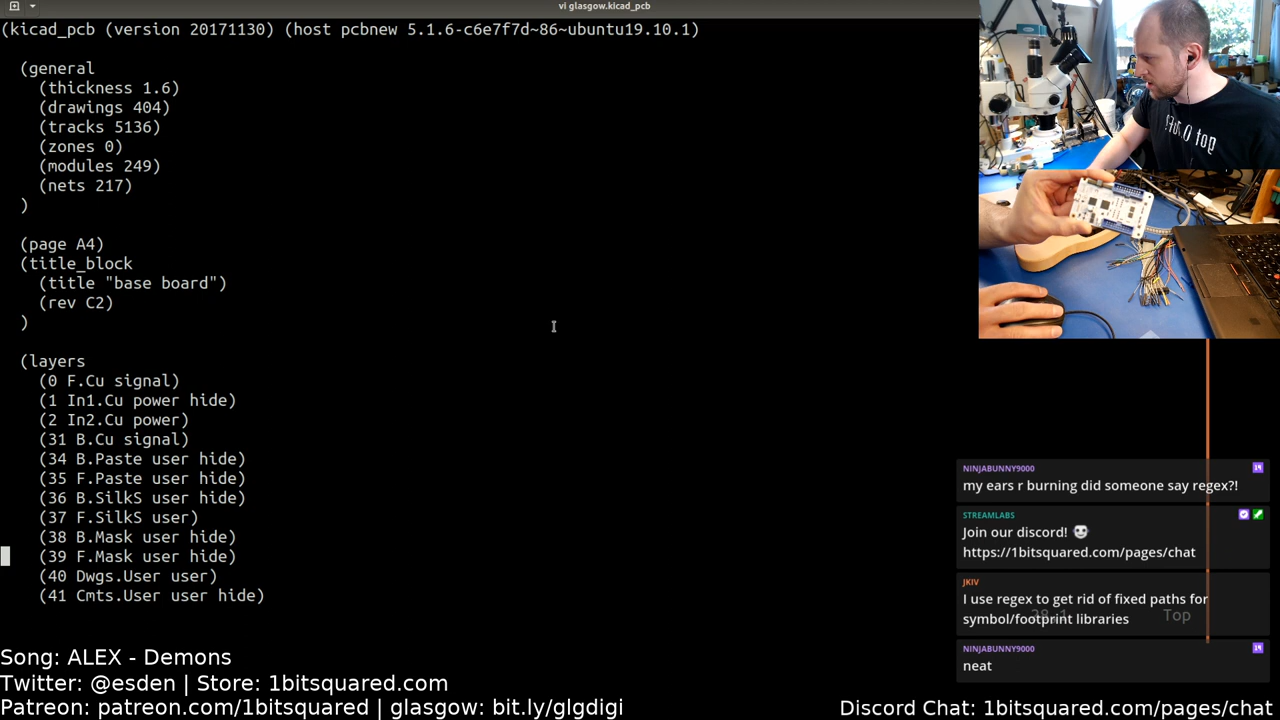 vi glasgow.kicad_pcb
(kicad_pcb (version 20171130) (host pcbnew 5.1.6-c6e7f7d~86~ubuntu19.10.1)
(general
(thickness 1.6)
(drawings 404)
(tracks 5136)
(zones 0)
(modules 249)
(nets 217)
)
(page A4)
(title_block
(title "base board")
(rev C2)
)
(layers
(0 F.Cu signal)
(1 In1.Cu power hide)
(2 In2.Cu power)
(31 B.Cu signal)
(34 B.Paste user hide)
(35 F.Paste user hide)
(36 B.SilkS user hide)
(37 F.SilkS user)
(38 B.Mask user hide)
(39 F.Mask user hide)
(40 Dwgs.User user)
(41 Cmts.User user hide)
28,1 Top
NINJABUNNY9000
my ears r burning did someone say regex?!
STREAMLABS
Join our discord!
https://1bitsquared.com/pages/chat
JKIV
I use regex to get rid of fixed paths for
symbol/footprint libraries
NINJABUNNY9000
neat
Song: ALEX - Demons
Twitter: @esden | Store: 1bitsquared.com
Patreon: patreon.com/1bitsquared | glasgow: bit.ly/glgdigi
Discord Chat: 1bitsquared.com/pages/chat